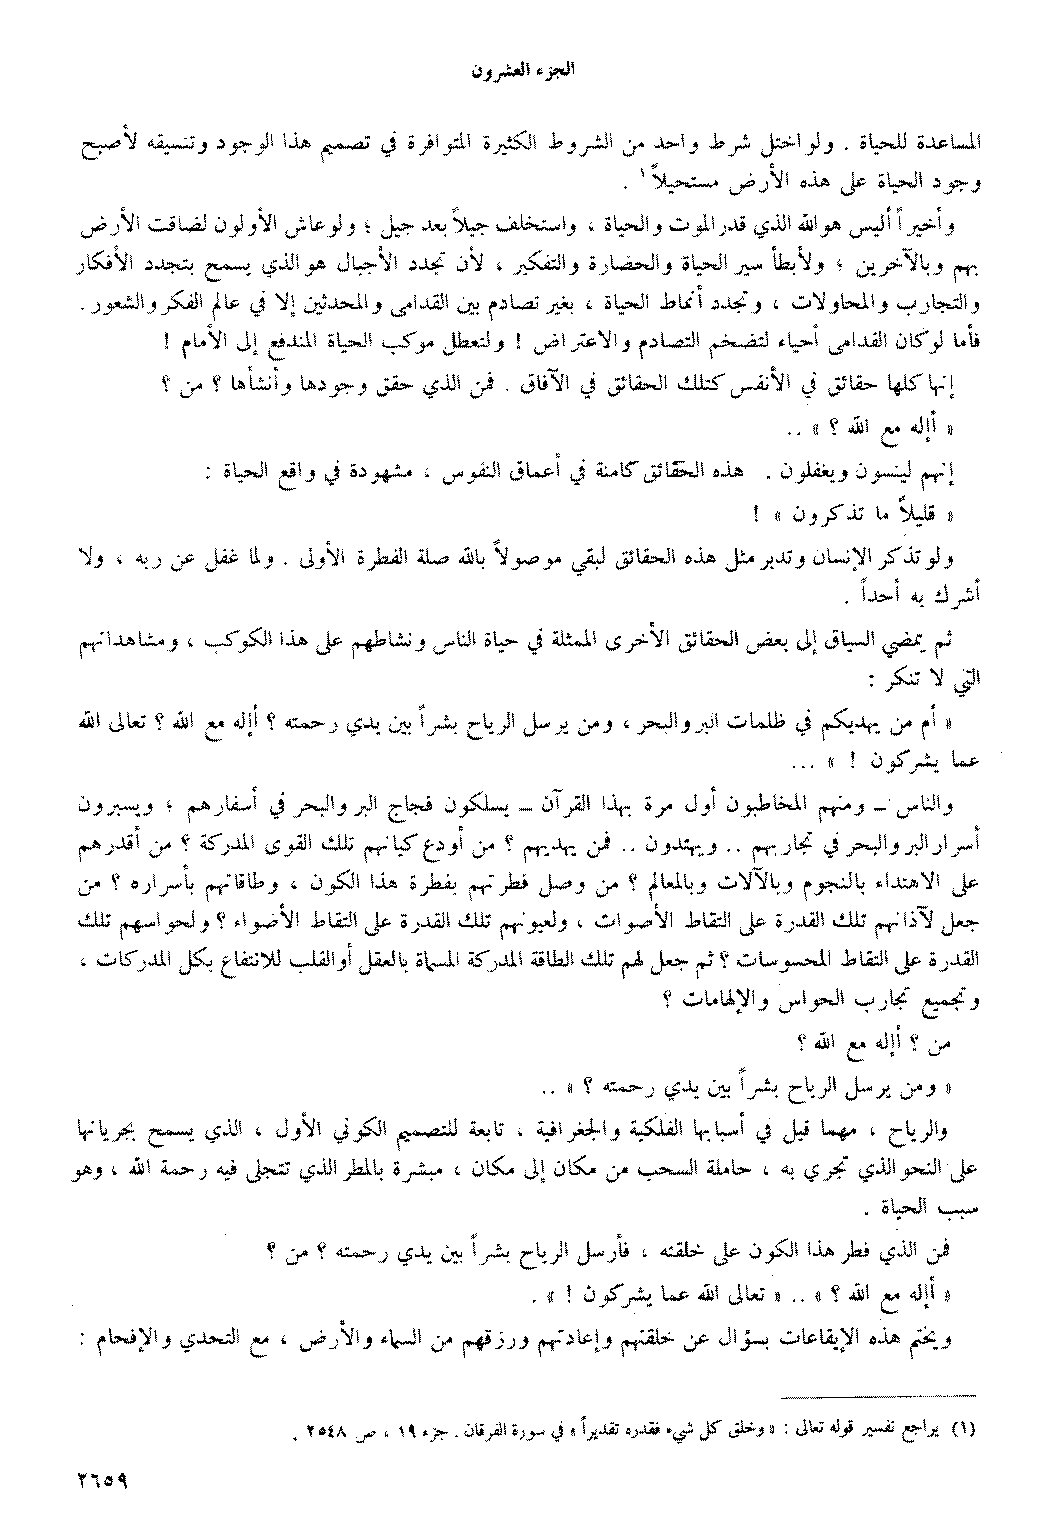 الجزء العشرون
المساعدة للحياة . ولو اختل شرط واحد من الشروط الكثيرة المتوافرة في تصميم هذا الوجود وتنسيقه لأصبح
وجود الحياة على هذه الأرض مستحيلاً ١ .
وأخيراً أليس هو الله الذي قدر الموت والحياة ، واستخلف جيلاً بعد جيل ؛ ولو عاش الأولون لضاقت الأرض
بهم وبالآخرين ؛ ولأبطأ سير الحياة والحضارة والتفكير ، لأن تجدد الأجيال هو الذي يسمح بتجدد الأفكار
والتجارب والمحاولات ، وتجدد أنماط الحياة ، بغير تصادم بين القدامى والمحدثين إلا في عالم الفكر والشعور .
فأما لو كان القدامى أحياء لتضخم التصادم والاعتراض ! ولتعطل موكب الحياة المندفع إلى الأمام !
إنها كلها حقائق في الأنفس كتلك الحقائق في الآفاق . فمن الذي حقق وجودها وأنشأها ؟ من ؟
« أإله مع الله ؟ » ..
إنهم لينسون ويغفلون . هذه الحقائق كامنة في أعماق النفوس ، مشهودة في واقع الحياة :
« قليلاً ما تذكرون » !
ولو تذكر الإنسان وتدبر مثل هذه الحقائق لبقي موصولاً بالله صلة الفطرة الأولى . ولما غفل عن ربه ، ولا
أشرك به أحداً .
ثم يمضي السياق إلى بعض الحقائق الأخرى الممثلة في حياة الناس ونشاطهم على هذا الكوكب ، ومشاهداتهم
التي لا تنكر :
« أم من يهديكم في ظلمات البر والبحر ، ومن يرسل الرياح بشراً بين يدي رحمته ؟ أإله مع الله ؟ تعالى الله
عما يشركون ! » ...
والناس – ومنهم المخاطبون أول مرة بهذا القرآن – يسلكون فجاج البر والبحر في أسفارهم ؛ ويسبرون
أسرار البر والبحر في تجاربهم .. ويهتدون .. فمن يهديهم ؟ من أودع كيانهم تلك القوى المدركة ؟ من أقدرهم
على الاهتداء بالنجوم وبالآلات وبالمعالم ؟ من وصل فطرتهم بفطرة هذا الكون ، وطاقاتهم بأسراره ؟ من
جعل لآذانهم تلك القدرة على التقاط الأصوات ، ولعيونهم تلك القدرة على التقاط الأضواء ؟ ولحواسهم تلك
القدرة على التقاط المحسوسات ؟ ثم جعل لهم تلك الطاقة المدركة المسماة بالعقل أو القلب للانتفاع بكل المدركات ،
وتجميع تجارب الحواس والإلهامات ؟
من ؟ أإله مع الله ؟
« ومن يرسل الرياح بشراً بين يدي رحمته ؟ » ..
والرياح ، مهما قيل في أسبابها الفلكية والجغرافية ، تابعة للتصميم الكوني الأول ، الذي يسمح بجريانها
على النحو الذي تجري به ، حاملة السحب من مكان إلى مكان ، مبشرة بالمطر الذي تتجلى فيه رحمة الله ، وهو
سبب الحياة .
فمن الذي فطر هذا الكون على خلقته ، فأرسل الرياح بشراً بين يدي رحمته ؟ من ؟
« أإله مع الله ؟ » .. « تعالى الله عما يشركون ! » .
ويختم هذه الإيقاعات بسؤال عن خلقتهم وإعادتهم ورزقهم من السماء والأرض ، مع التحدي والإفحام :
(١) يراجع تفسير قوله تعالى : « وخلق كل شيء فقدره تقديراً » في سورة الفرقان . جزء ١٩ ، ص ٢٥٤٨ .
٢٦٥٩